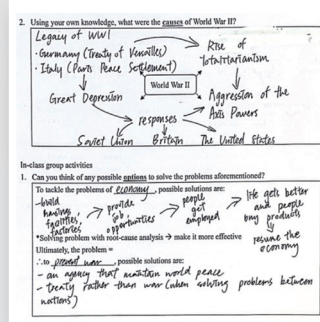 2. Using your own knowledge, what were the causes of World War II?
Legacy of WWI
· Germany (Treaty of Versailles)
· Italy (Paris Peace Settlement)
Rise of
Totalitarianism
World War II
Great Depression
Aggression of the
Axis Powers
responses
Soviet Union Britain The United States
In-class group activities
1. Can you think of any possible options to solve the problems aforementioned?
To tackle the problems of economy, possible solutions are:
-build
housing,
facilities,
factories
provide
job
opportunities
people
get
employed
life gets better
and people
buy products
resume the
economy
*Solving problem with root-cause analysis → make it more effective
Ultimately, the problem =
∴ to prevent war, possible solutions are:
- an agency that maintain world peace
- treaty rather than war (when solving problems between
nations)